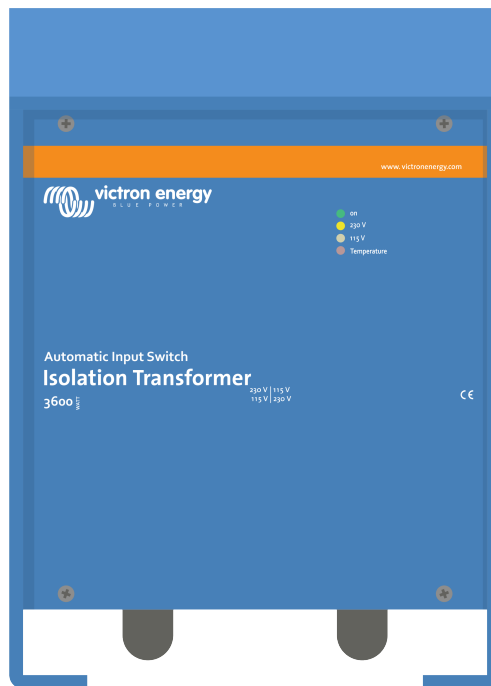 www.victronenergy.com
victron energy
BLUE POWER
on
230 V
115 V
Temperature
Automatic Input Switch
Isolation Transformer
230 V | 115 V
115 V | 230 V
3600 WATT
CE